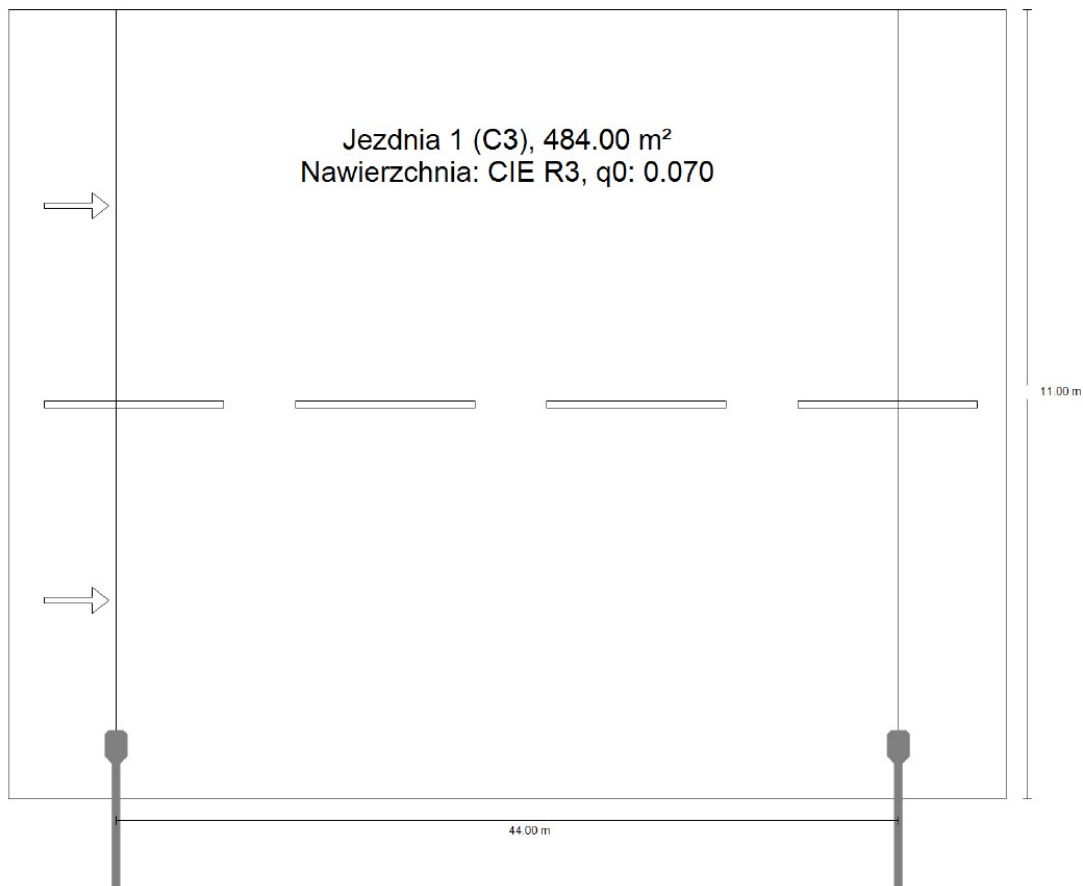 Jezdnia 1 (C3), 484.00 m²
Nawierzchnia: CIE R3, q0: 0.070
11.00 m
44.00 m